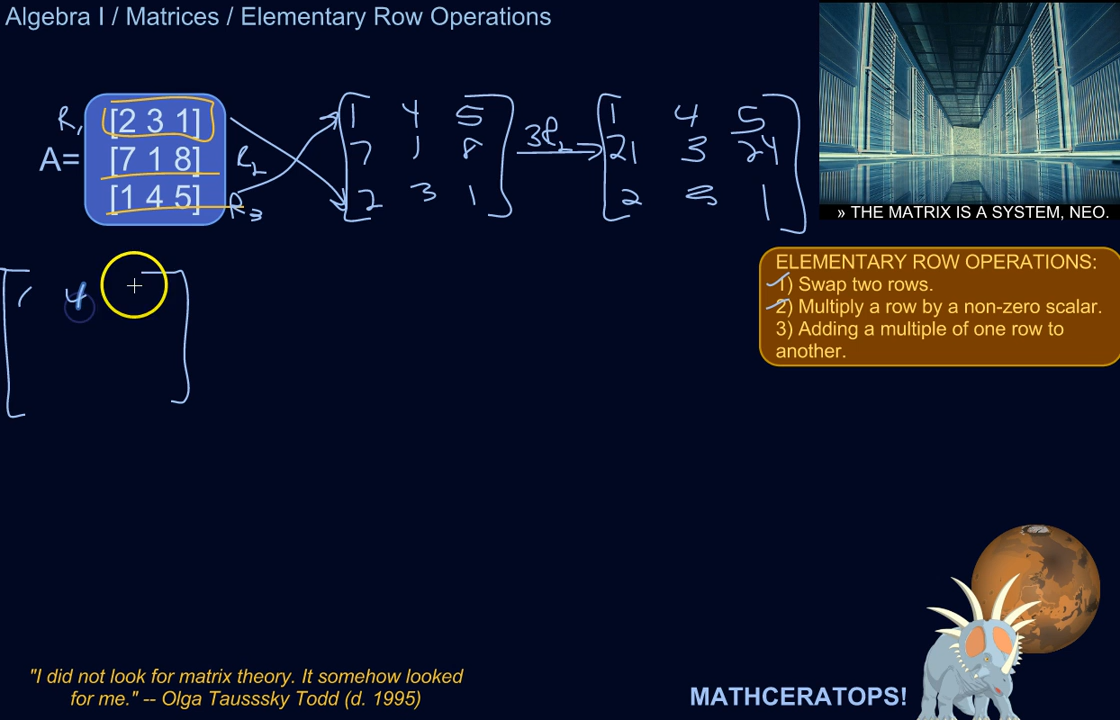 Algebra I / Matrices / Elementary Row Operations
R1 [2 3 1]
A= [7 1 8] R2
[1 4 5] R3
1 4 5
7 1 8
2 3 1
3R2
1 4 5
21 3 24
2 3 1
» THE MATRIX IS A SYSTEM, NEO.
ELEMENTARY ROW OPERATIONS:
1) Swap two rows.
2) Multiply a row by a non-zero scalar.
3) Adding a multiple of one row to
another.
1 4
"I did not look for matrix theory. It somehow looked
for me." -- Olga Tausssky Todd (d. 1995)
MATHCERATOPS!